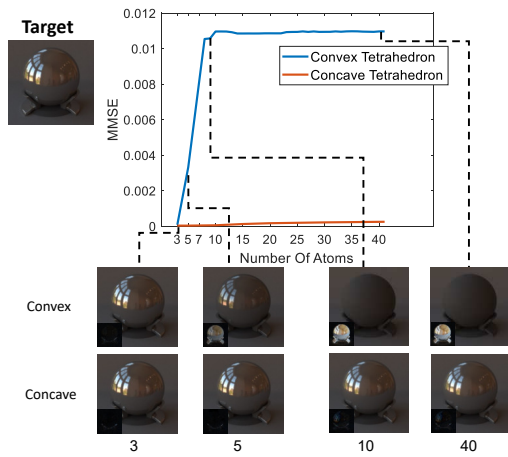 Target
0.012
0.01
0.008
0.006
0.004
0.002
0
MMSE
Convex Tetrahedron
Concave Tetrahedron
3 5 7 10 15 20 25 30 35 40
Number Of Atoms
Convex
Concave
3 5 10 40